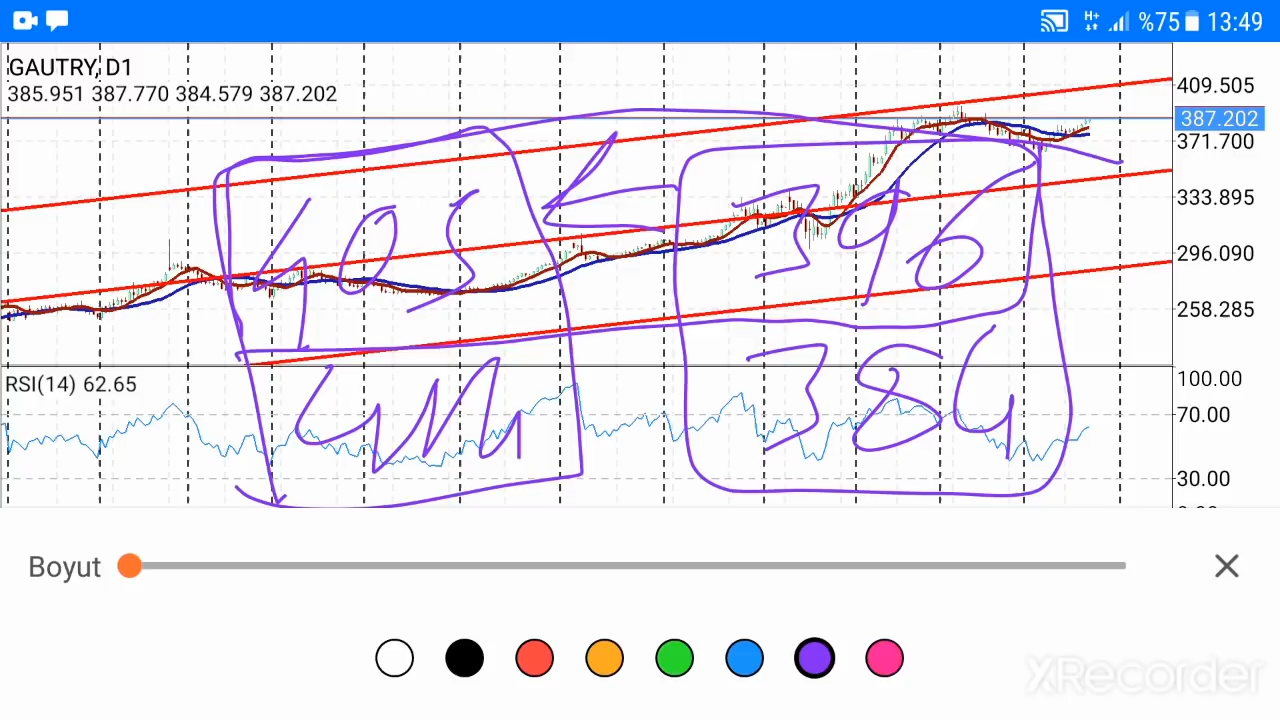 %75 13:49
GAUTRY, D1
385.951 387.770 384.579 387.202
409.505
387.202
371.700
333.895
296.090
258.285
405 396
384
RSI(14) 62.65
100.00
70.00
30.00
Boyut
XRecorder